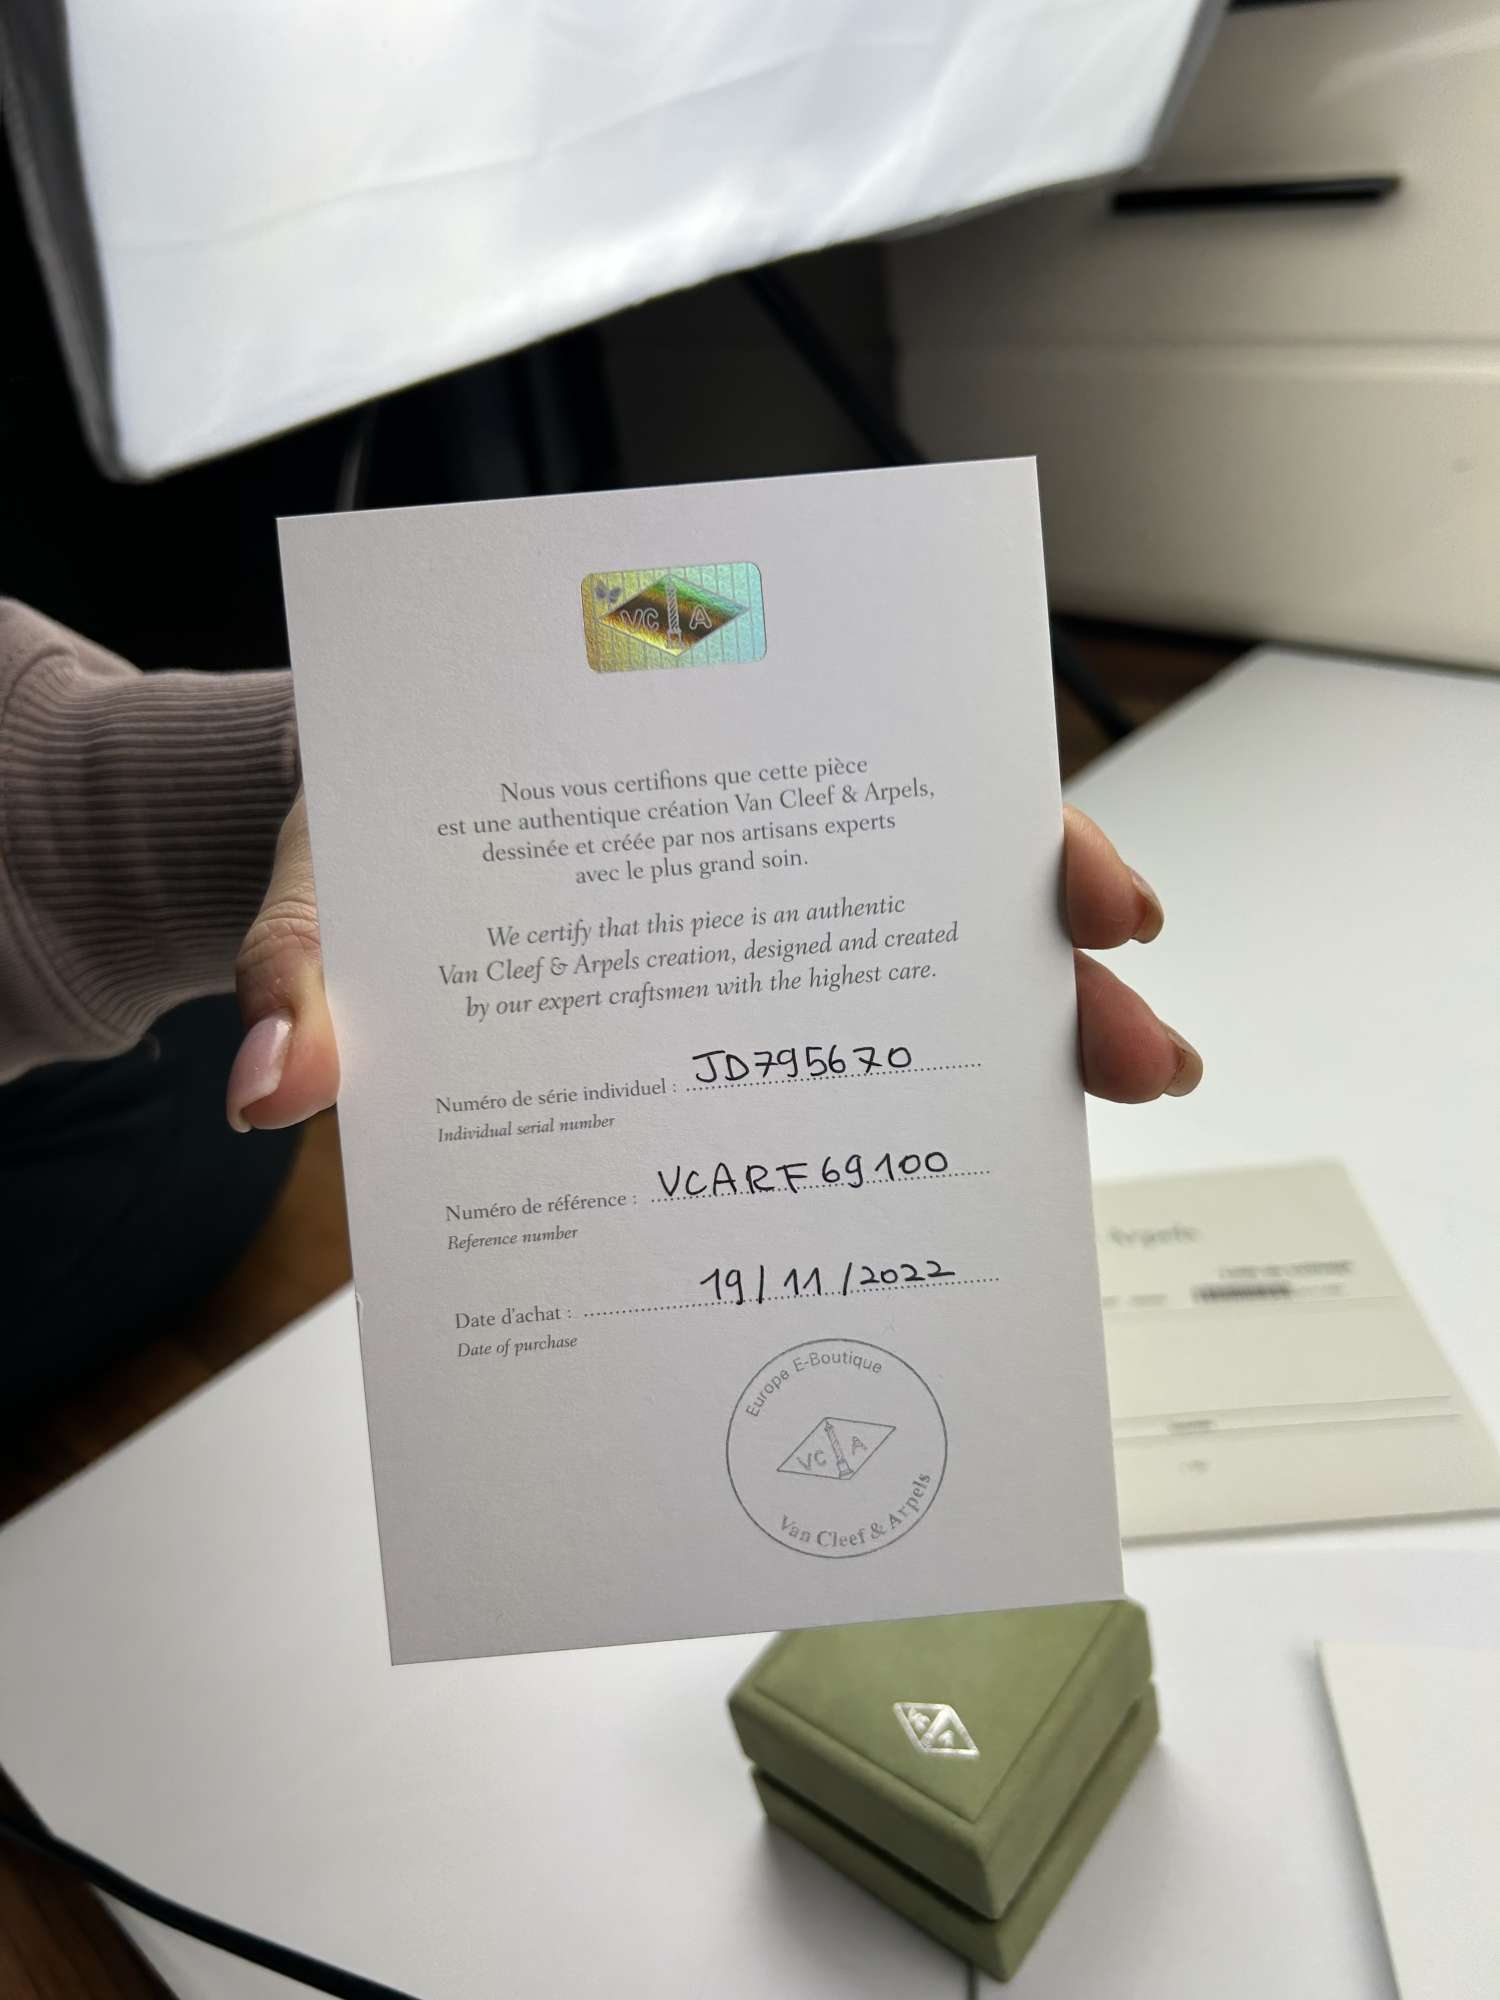 VC A
Nous vous certifions que cette pièce
est une authentique création Van Cleef & Arpels,
dessinée et créée par nos artisans experts
avec le plus grand soin.
We certify that this piece is an authentic
Van Cleef & Arpels creation, designed and created
by our expert craftsmen with the highest care.
Numéro de série individuel : JD795670
Individual serial number
Numéro de référence : VCARF69100
Reference number
Date d'achat : 19/11/2022
Date of purchase
Europe E-Boutique
VC A
Van Cleef & Arpels
Arpels